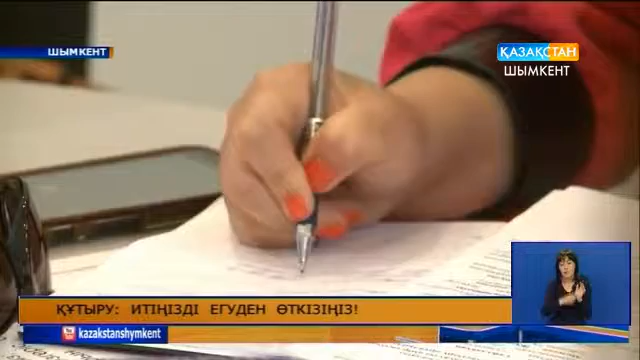 ШЫМКЕНТ
ҚАЗАҚСТАН
ШЫМКЕНТ
ҚҰТЫРУ: ИТІҢІЗДІ ЕГУДЕН ӨТКІЗІҢІЗ!
kazakstanshymkent